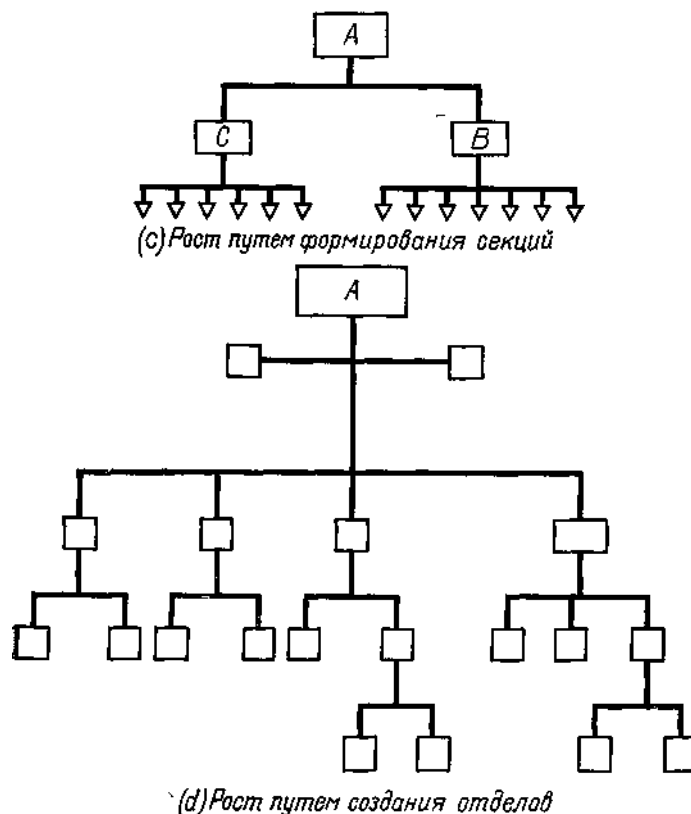 A
C
B
(c) Рост путем формирования секций
A
(d) Рост путем создания отделов